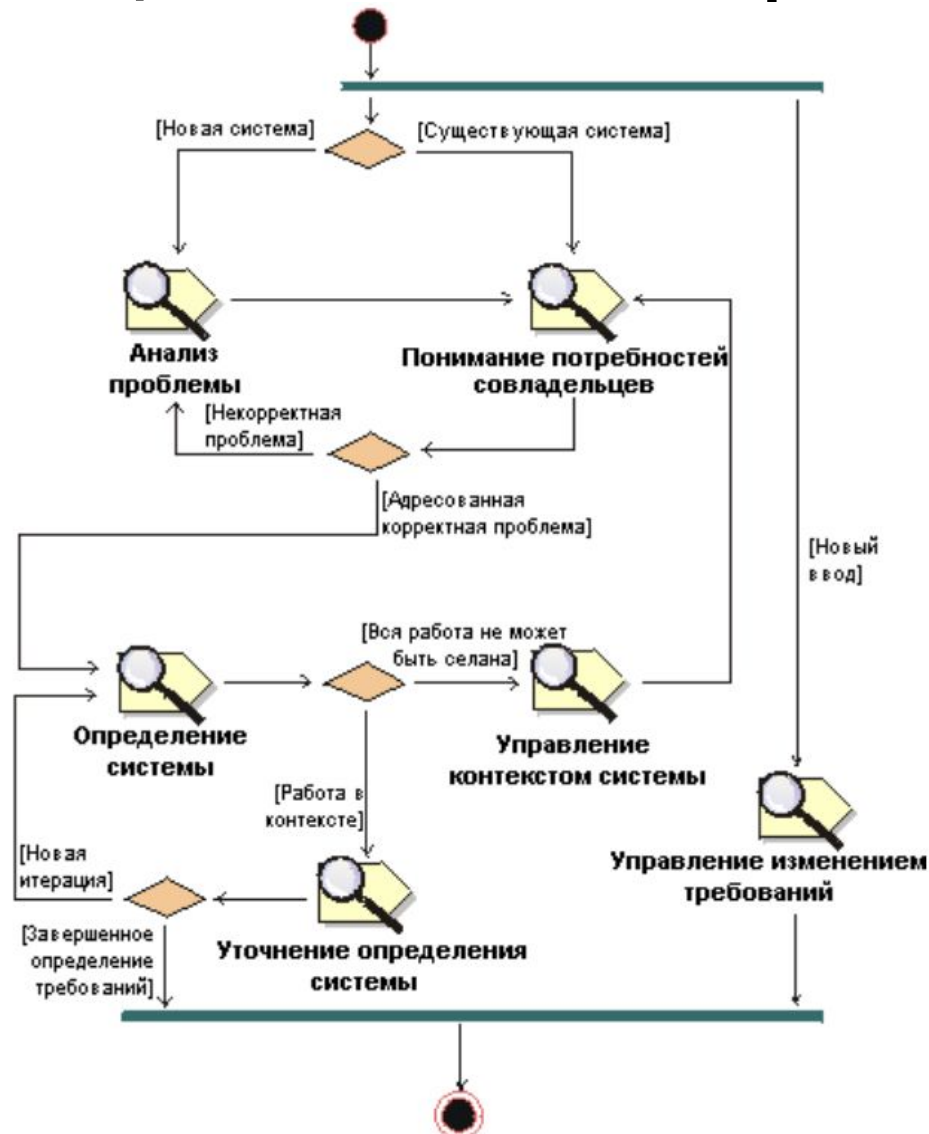 [Новая система]
[Существующая система]
Анализ
проблемы
Понимание потребностей
совладельцев
[Некорректная
проблема]
[Адресованная
корректная проблема]
[Новый
ввод]
[Вся работа не может
быть селана]
Определение
системы
Управление
контекстом системы
[Работа в
контексте]
Управление изменением
требований
[Новая
итерация]
Уточнение определения
системы
[Завершенное
определение
требований]